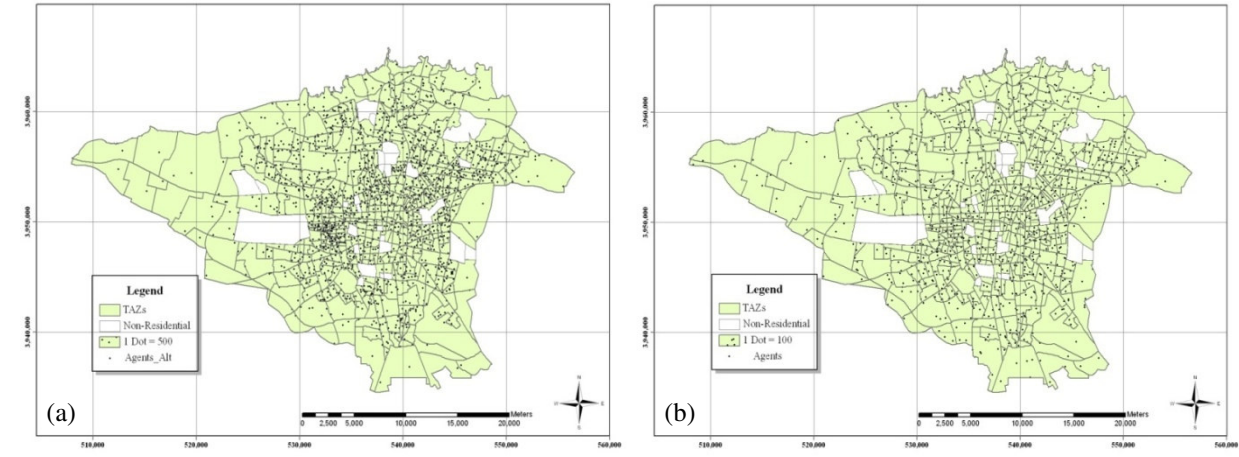 (a)
3,960,000
3,950,000
3,940,000
Legend
TAZs
Non-Residential
1 Dot = 500
Agents_Alt
N
W
E
S
Meters
0 2,500 5,000 10,000 15,000 20,000
510,000 520,000 530,000 540,000 550,000 560,000
(b)
3,960,000
3,950,000
3,940,000
Legend
TAZs
Non-Residential
1 Dot = 100
Agents
N
W
E
S
Meters
0 2,500 5,000 10,000 15,000 20,000
510,000 520,000 530,000 540,000 550,000 560,000